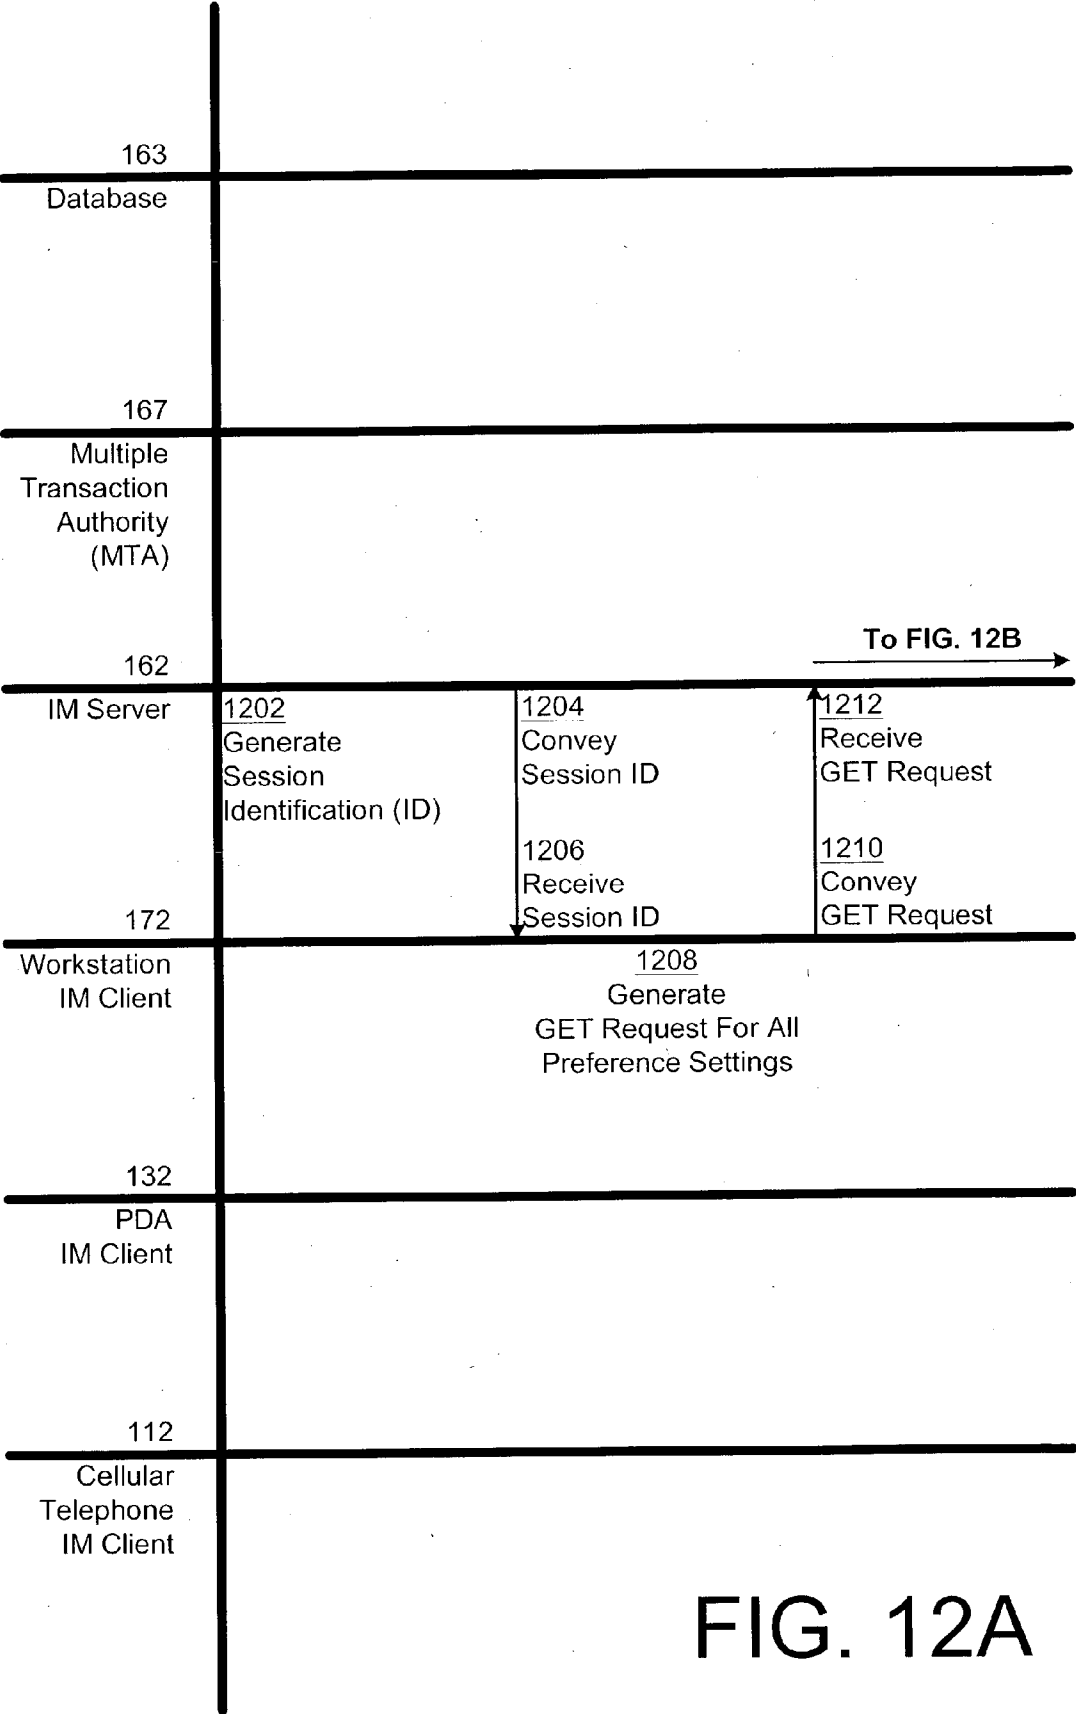 163
Database
167
Multiple
Transaction
Authority
(MTA)
To FIG. 12B
162
IM Server
1202
Generate
Session
Identification (ID)
1204
Convey
Session ID
1212
Receive
GET Request
1206
Receive
Session ID
1210
Convey
GET Request
172
Workstation
IM Client
1208
Generate
GET Request For All
Preference Settings
132
PDA
IM Client
112
Cellular
Telephone
IM Client
FIG. 12A